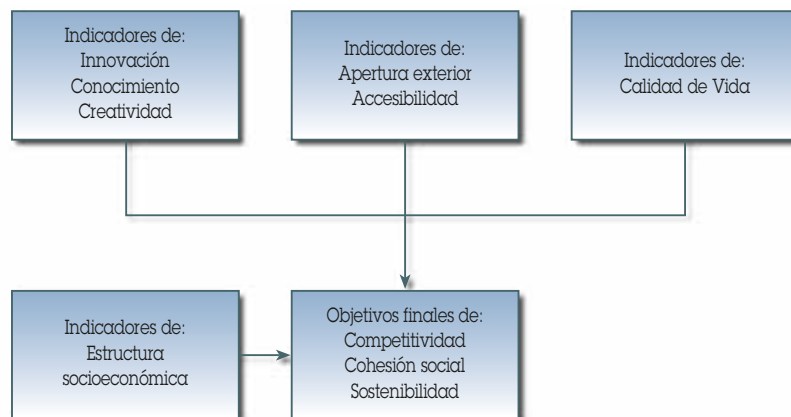 Indicadores de:
Innovación
Conocimiento
Creatividad
Indicadores de:
Apertura exterior
Accesibilidad
Indicadores de:
Calidad de Vida
Indicadores de:
Estructura
socioeconómica
Objetivos finales de:
Competitividad
Cohesión social
Sostenibilidad